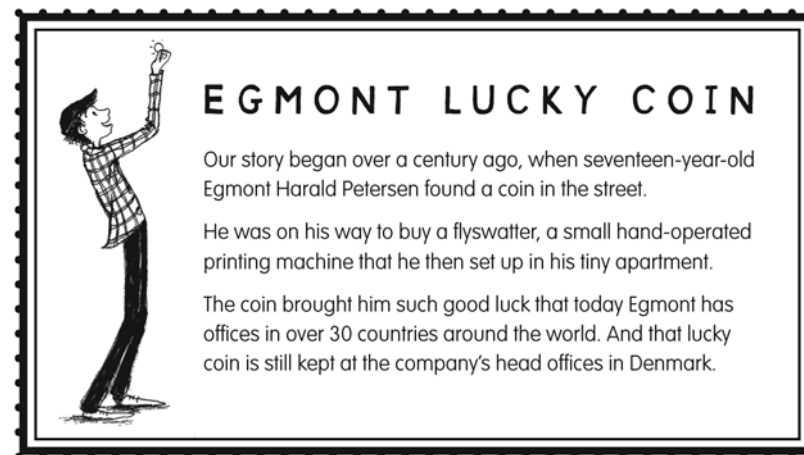 EGMONT LUCKY COIN
Our story began over a century ago, when seventeen-year-old
Egmont Harald Petersen found a coin in the street.
He was on his way to buy a flyswatter, a small hand-operated
printing machine that he then set up in his tiny apartment.
The coin brought him such good luck that today Egmont has
offices in over 30 countries around the world. And that lucky
coin is still kept at the company's head offices in Denmark.